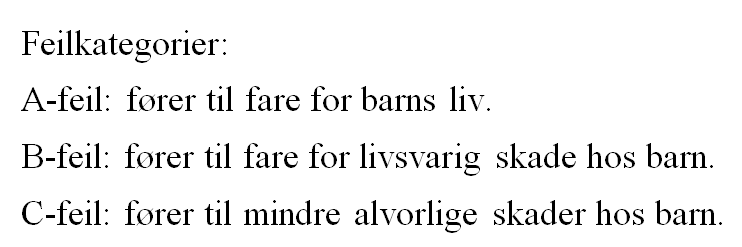 Feilkategorier:
A-feil: fører til fare for barns liv.
B-feil: fører til fare for livsvarig skade hos barn.
C-feil: fører til mindre alvorlige skader hos barn.